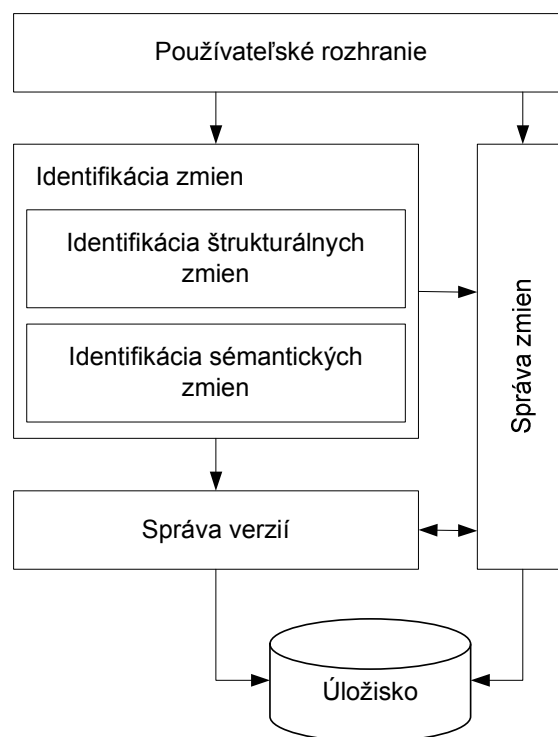 Používateľské rozhranie
Identifikácia zmien
Identifikácia štrukturálnych
zmien
Identifikácia sémantických
zmien
Správa zmien
Správa verzií
Úložisko